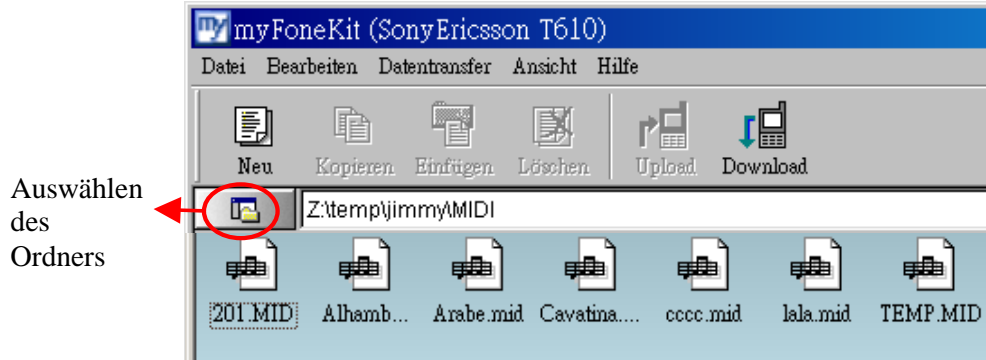 my myFoneKit (SonyEricsson T610)
Datei Bearbeiten Datentransfer Ansicht Hilfe
Neu Kopieren Einfügen Löschen Upload Download
Auswählen
des
Ordners
Z:\temp\jimmy\MIDI
201.MID Alhamb... Arabe.mid Cavatina.... cccc.mid lala.mid TEMP.MID